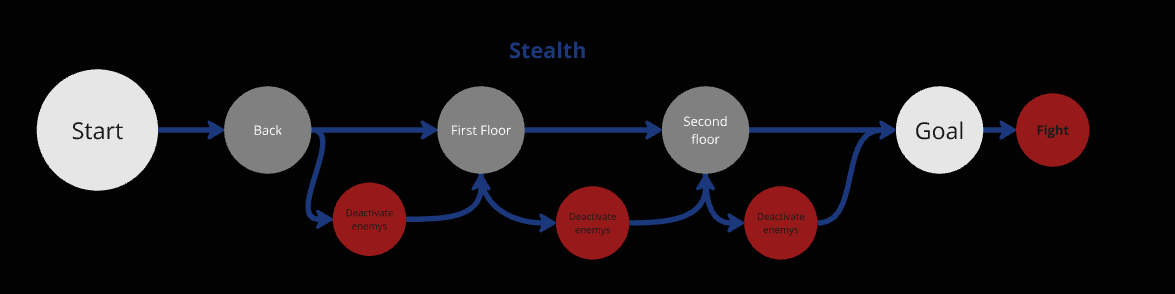 Stealth
Start
Back
First Floor
Second
floor
Goal
Fight
Deactivate
enemys
Deactivate
enemys
Deactivate
enemys